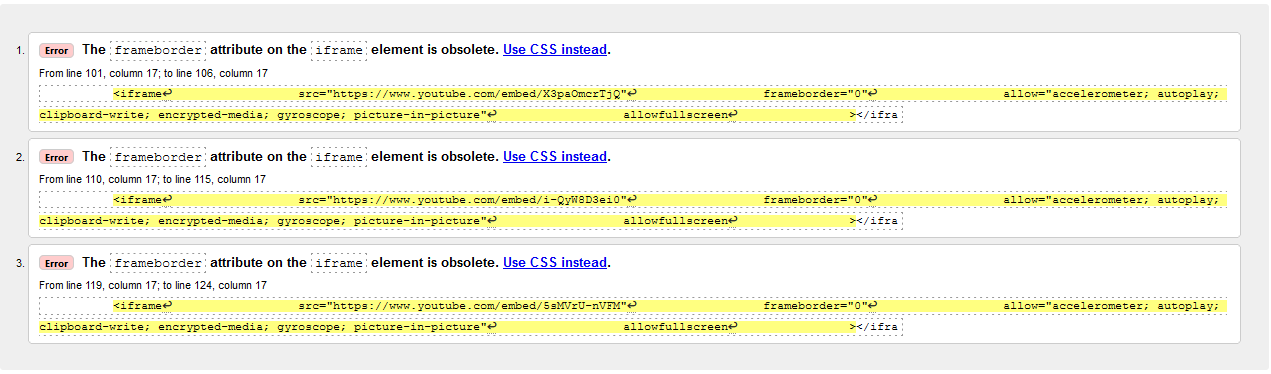 1. Error The frameborder attribute on the iframe element is obsolete. Use CSS instead.
From line 101, column 17; to line 106, column 17
<iframe↩ src="https://www.youtube.com/embed/X3paOmcrTjQ"↩ frameborder="0"↩ allow="accelerometer; autoplay;
clipboard-write; encrypted-media; gyroscope; picture-in-picture"↩ allowfullscreen↩ ></ifra
2. Error The frameborder attribute on the iframe element is obsolete. Use CSS instead.
From line 110, column 17; to line 115, column 17
<iframe↩ src="https://www.youtube.com/embed/i-QyW8D3ei0"↩ frameborder="0"↩ allow="accelerometer; autoplay;
clipboard-write; encrypted-media; gyroscope; picture-in-picture"↩ allowfullscreen↩ ></ifra
3. Error The frameborder attribute on the iframe element is obsolete. Use CSS instead.
From line 119, column 17; to line 124, column 17
<iframe↩ src="https://www.youtube.com/embed/5sMVrU-nVFM"↩ frameborder="0"↩ allow="accelerometer; autoplay;
clipboard-write; encrypted-media; gyroscope; picture-in-picture"↩ allowfullscreen↩ ></ifra